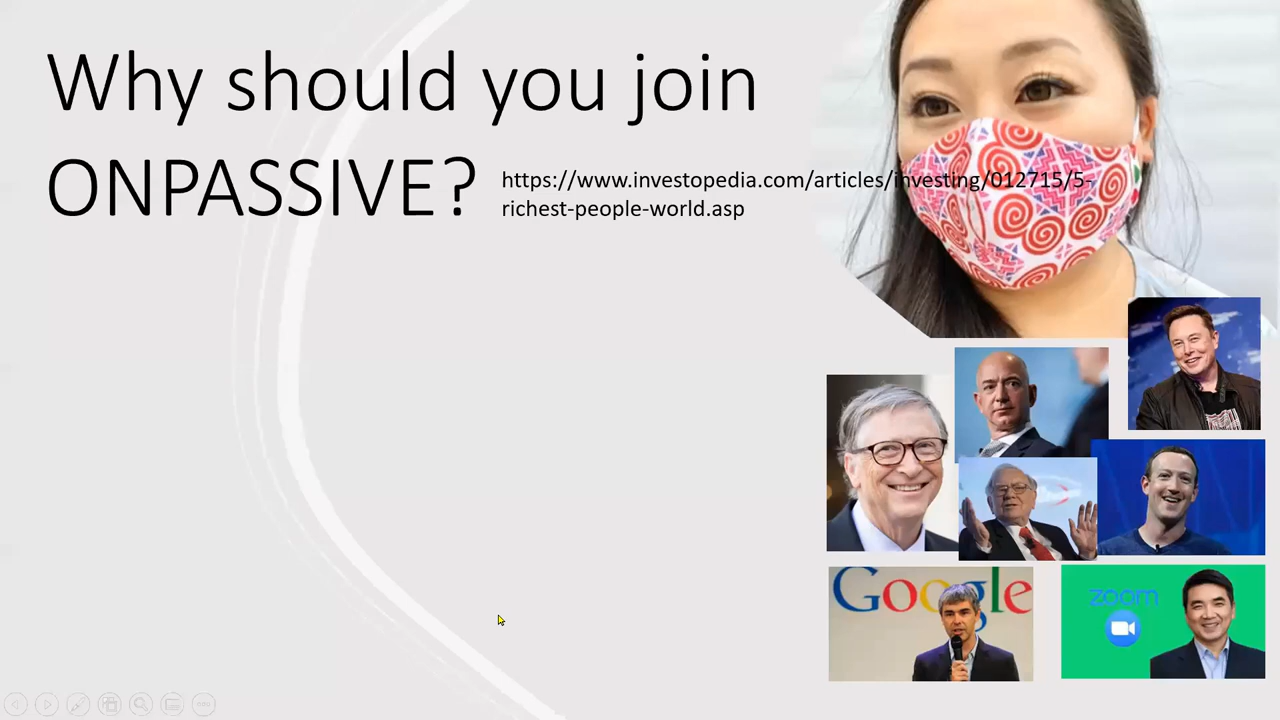 Why should you join
ONPASSIVE?
https://www.investopedia.com/articles/investing/012715/5-
richest-people-world.asp
Google
zoom